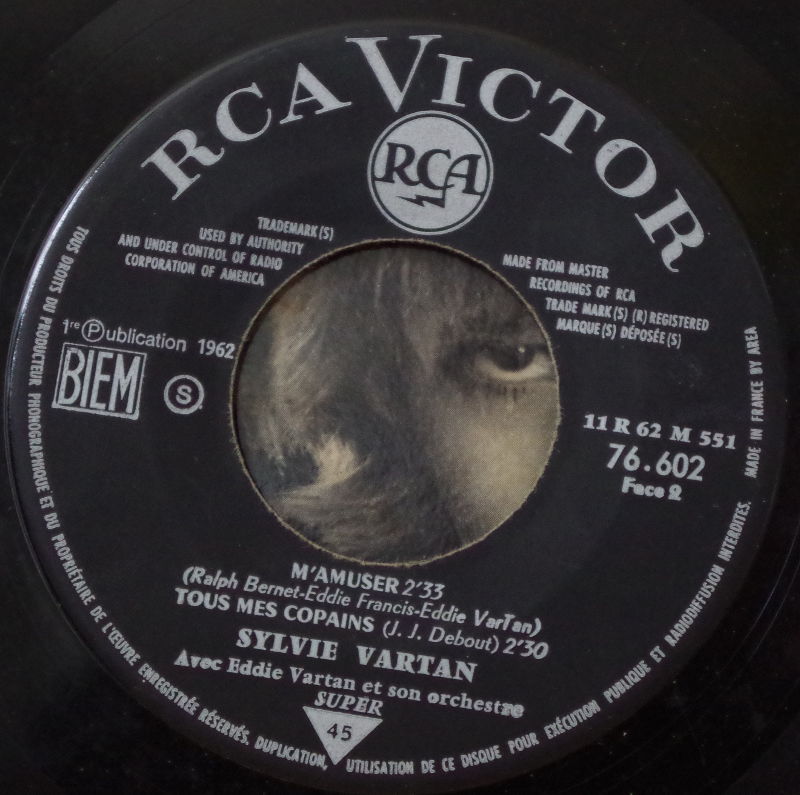 RCA VICTOR
RCA
TRADEMARK(S)
USED BY AUTHORITY
AND UNDER CONTROL OF RADIO
CORPORATION OF AMERICA
MADE FROM MASTER
RECORDINGS OF RCA
TRADE MARK(S) (R) REGISTERED
MARQUE(S) DÉPOSÉE(S)
1re Ⓟublication 1962
BIEM
S
11 R 62 M 551
76.602
Face 2
M'AMUSER 2'33
(Ralph Bernet-Eddie Francis-Eddie VarTan)
TOUS MES COPAINS (J. J. Debout) 2'30
SYLVIE VARTAN
Avec Eddie Vartan et son orchestre
SUPER
45
TOUS DROITS DU PRODUCTEUR PHONOGRAPHIQUE ET DU PROPRIÉTAIRE DE L'ŒUVRE ENREGISTRÉE RÉSERVÉS. DUPLICATION, UTILISATION DE CE DISQUE POUR EXÉCUTION PUBLIQUE ET RADIODIFFUSION INTERDITES. MADE IN FRANCE BY AREA